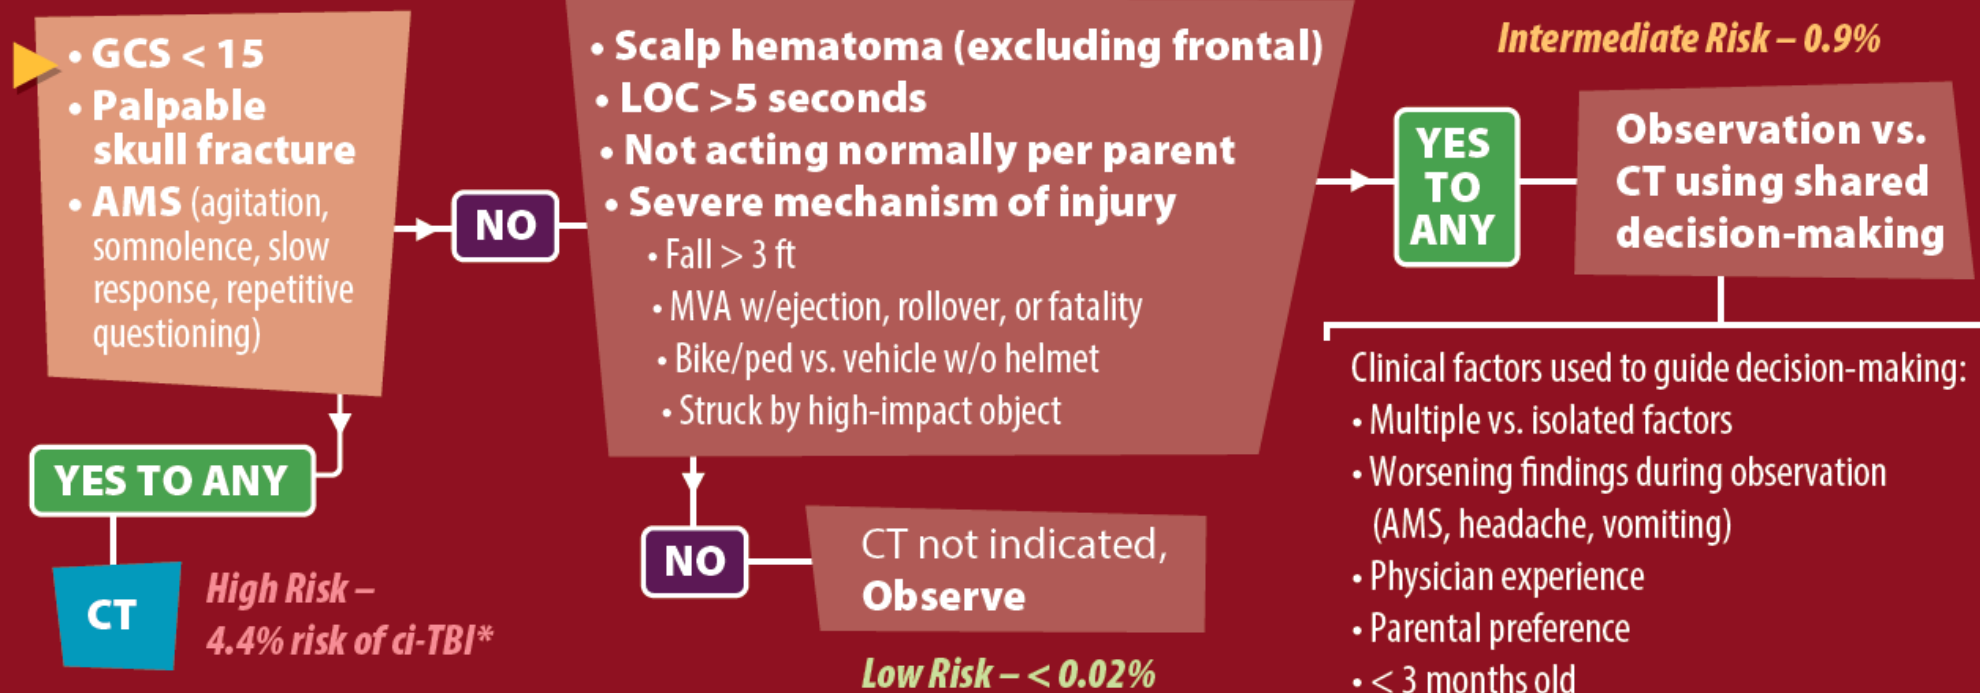 • GCS < 15
• Palpable
skull fracture
• AMS (agitation,
somnolence, slow
response, repetitive
questioning)
YES TO ANY
CT
High Risk –
4.4% risk of ci-TBI*
NO
• Scalp hematoma (excluding frontal)
• LOC >5 seconds
• Not acting normally per parent
• Severe mechanism of injury
• Fall > 3 ft
• MVA w/ejection, rollover, or fatality
• Bike/ped vs. vehicle w/o helmet
• Struck by high-impact object
NO
CT not indicated,
Observe
Low Risk – < 0.02%
YES
TO
ANY
Intermediate Risk – 0.9%
Observation vs.
CT using shared
decision-making
Clinical factors used to guide decision-making:
• Multiple vs. isolated factors
• Worsening findings during observation
(AMS, headache, vomiting)
• Physician experience
• Parental preference
• < 3 months old